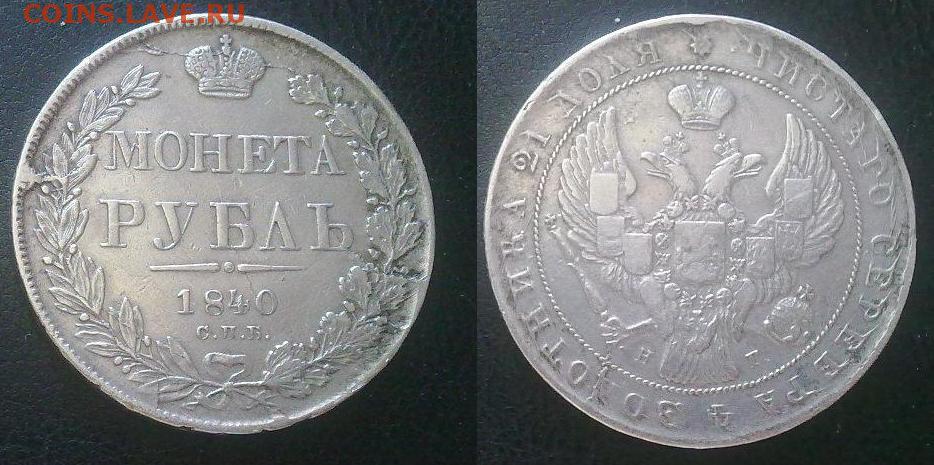 COINS.LAVE.RU
МОНЕТА
РУБЛЬ
1840
С.П.Б.
ЧИСТАГО СЕРЕБРА 4 ЗОЛОТНИКА 21 ДОЛЯ
Н Г